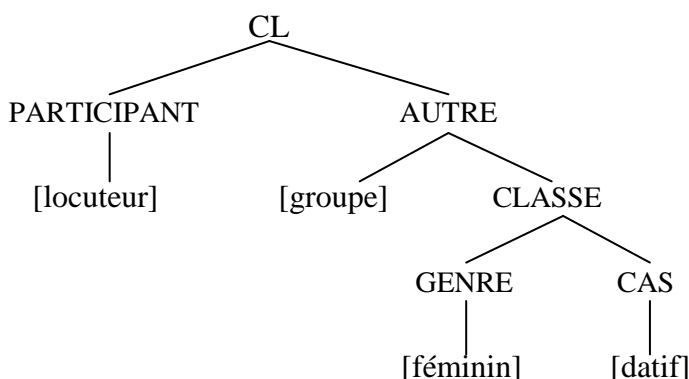 CL
PARTICIPANT AUTRE
[locuteur] [groupe] CLASSE
GENRE CAS
[féminin] [datif]